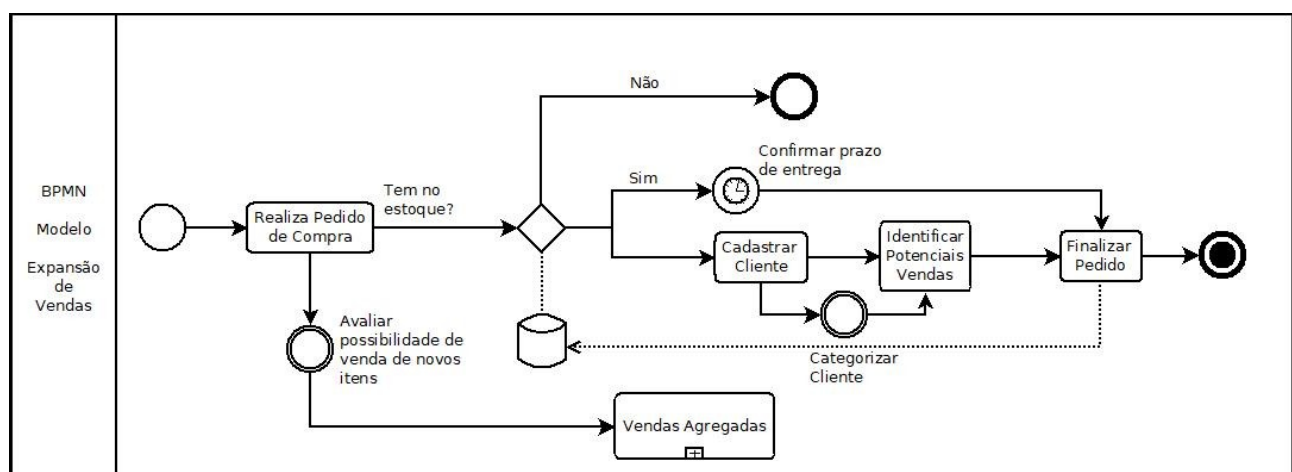 BPMN
Modelo
Expansão
de
Vendas
Realiza Pedido
de Compra
Tem no
estoque?
Não
Sim
Confirmar prazo
de entrega
Cadastrar
Cliente
Identificar
Potenciais
Vendas
Finalizar
Pedido
Avaliar
possibilidade de
venda de novos
itens
Categorizar
Cliente
Vendas Agregadas